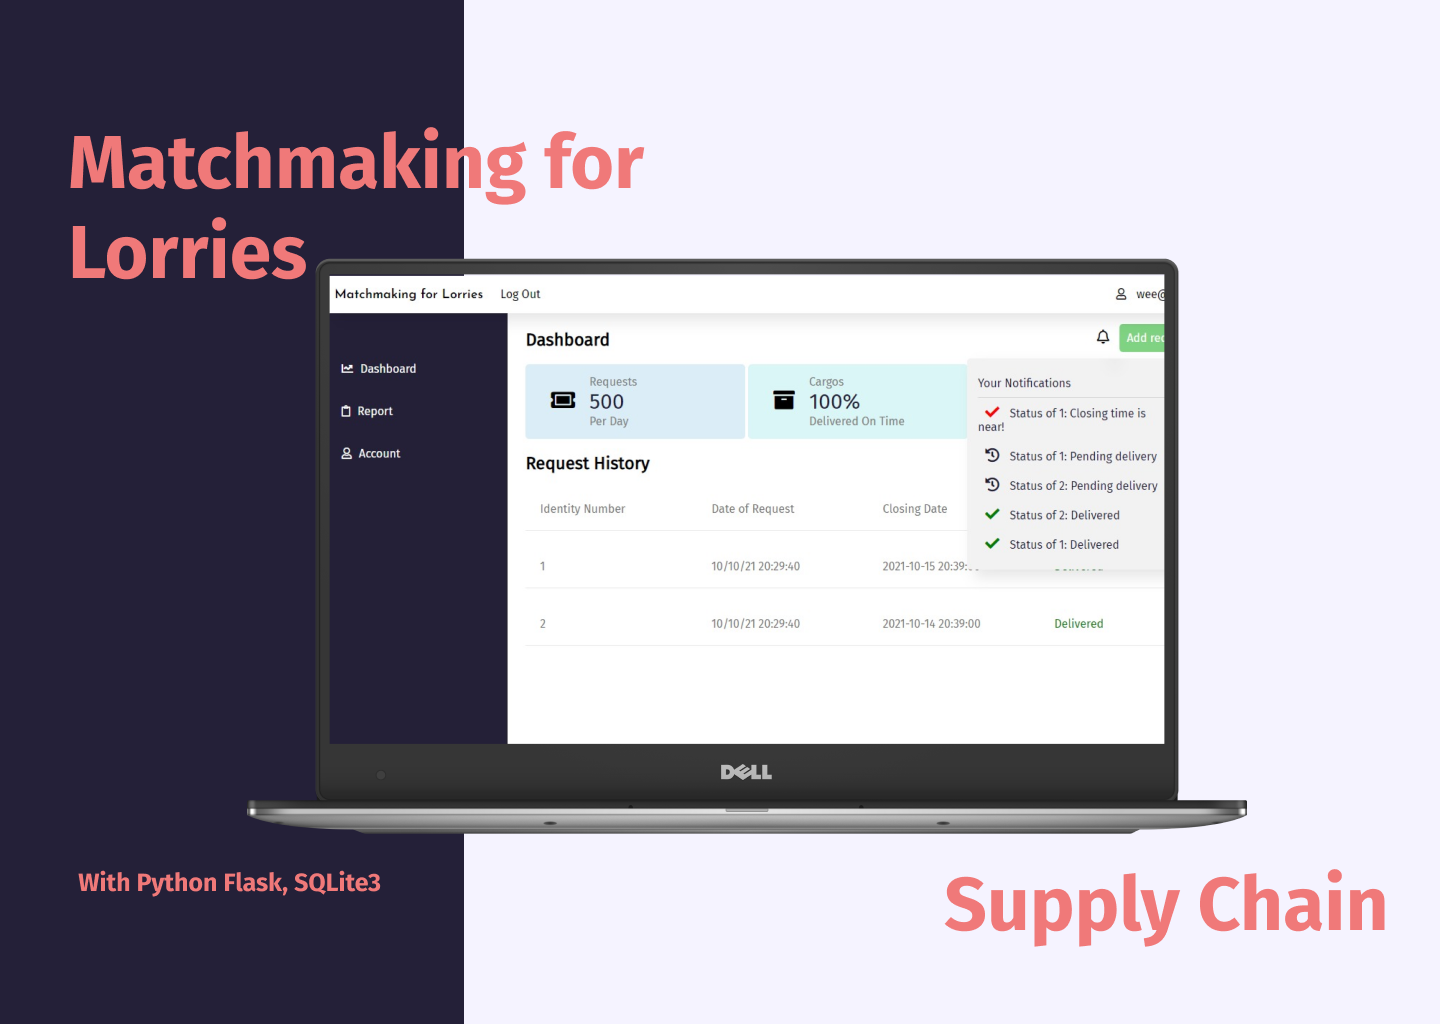 Matchmaking for
Lorries
Matchmaking for Lorries Log Out
Dashboard
Add
Dashboard
Requests
500
Per Day
Cargos
100%
Delivered On Time
Your Notifications
Status of 1: Closing time is
near!
Status of 1: Pending delivery
Status of 2: Pending delivery
Status of 2: Delivered
Status of 1: Delivered
Report
Account
Request History
Identity Number Date of Request Closing Date
1 10/10/21 20:29:40 2021-10-15
2 10/10/21 20:29:40 2021-10-14 20:39:00 Delivered
DELL
With Python Flask, SQLite3
Supply Chain